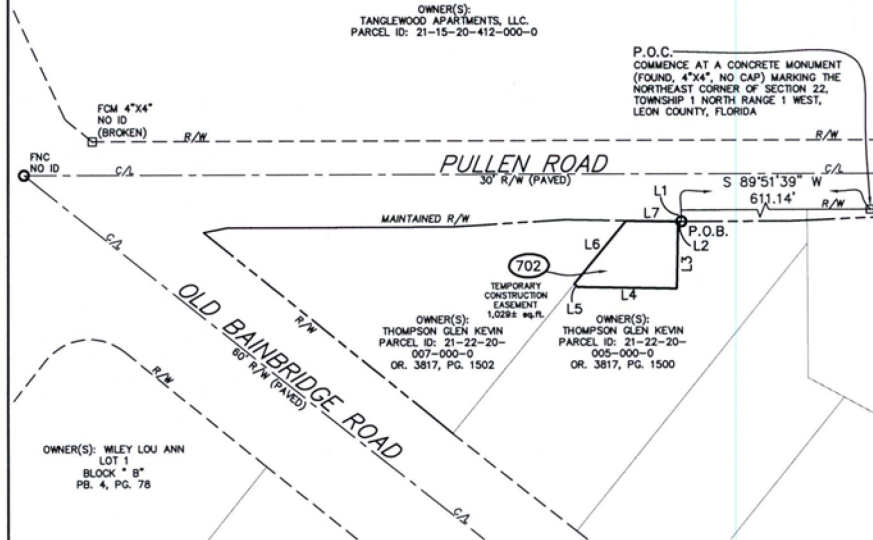 OWNER(S):
TANGLEWOOD APARTMENTS, LLC.
PARCEL ID: 21-15-20-412-000-0
P.O.C.
COMMENCE AT A CONCRETE MONUMENT
(FOUND, 4"X4", NO CAP) MARKING THE
NORTHEAST CORNER OF SECTION 22,
TOWNSHIP 1 NORTH RANGE 1 WEST,
LEON COUNTY, FLORIDA
FCM 4"X4"
NO ID
(BROKEN)
R/W
R/W
FNC
NO ID
C/L
PULLEN ROAD
30' R/W (PAVED)
C/L
S 89°51'39" W
611.14'
R/W
L1
L7
MAINTAINED R/W
P.O.B.
L2
L6
L3
C/L
702
TEMPORARY
CONSTRUCTION
EASEMENT
1,029± sq.ft.
L4
L5
OLD BAINBRIDGE ROAD
60' R/W (PAVED)
R/W
OWNER(S):
THOMPSON GLEN KEVIN
PARCEL ID: 21-22-20-
007-000-0
OR. 3817, PG. 1502
OWNER(S):
THOMPSON GLEN KEVIN
PARCEL ID: 21-22-20-
005-000-0
OR. 3817, PG. 1500
R/W
OWNER(S): WILEY LOU ANN
LOT 1
BLOCK " B"
PB. 4, PG. 78
C/L